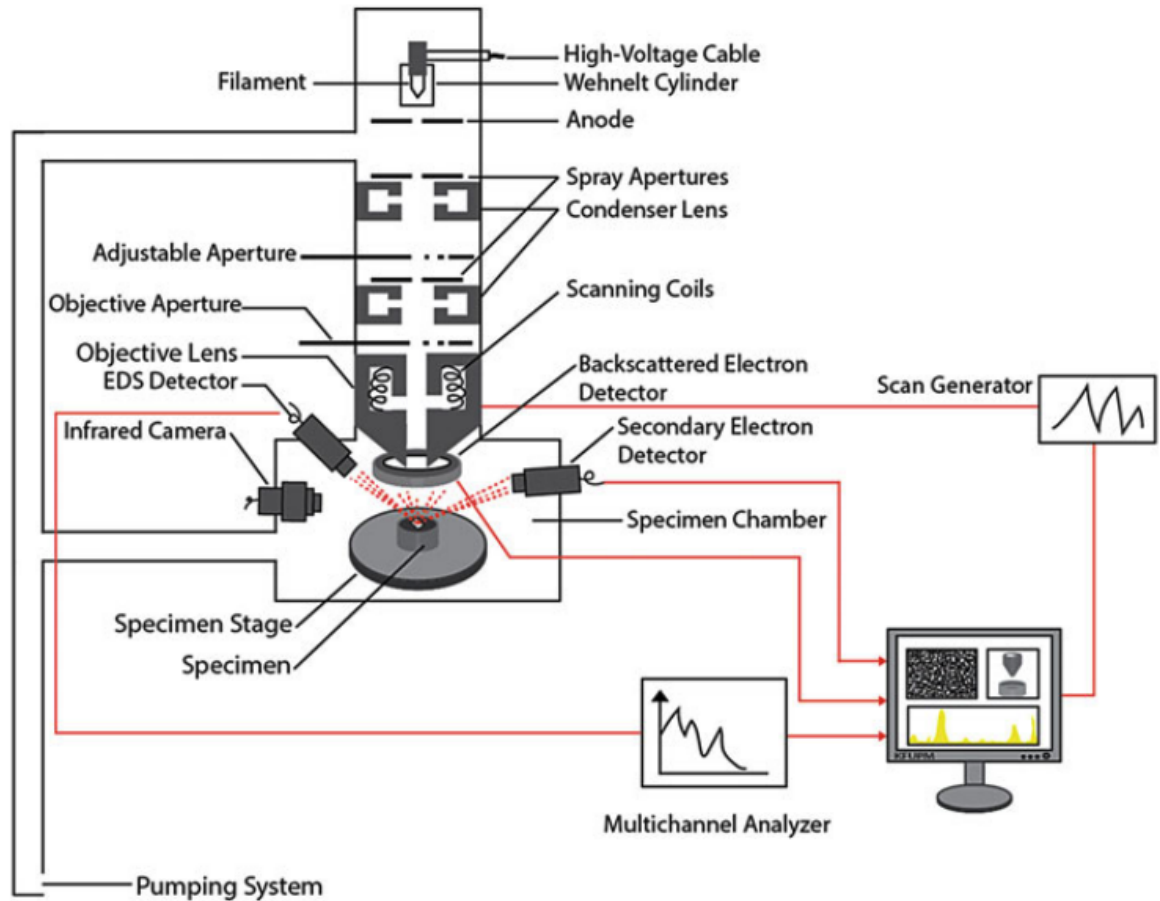 High-Voltage Cable
Filament
Wehnelt Cylinder
Anode
Spray Apertures
Condenser Lens
Adjustable Aperture
Scanning Coils
Objective Aperture
Objective Lens
Backscattered Electron
Detector
EDS Detector
Scan Generator
Infrared Camera
Secondary Electron
Detector
Specimen Chamber
Specimen Stage
Specimen
KFUPM
Multichannel Analyzer
Pumping System